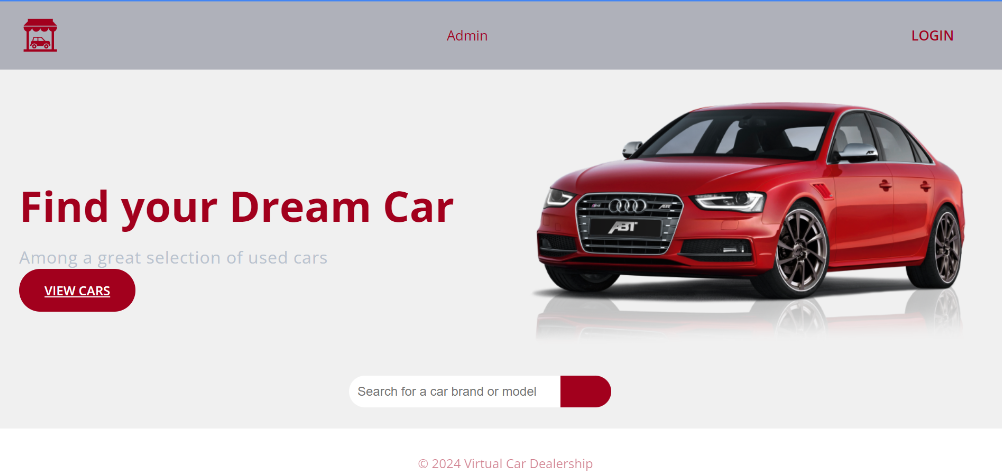 Admin
LOGIN
Find your Dream Car
Among a great selection of used cars
VIEW CARS
ABT
Search for a car brand or model
© 2024 Virtual Car Dealership